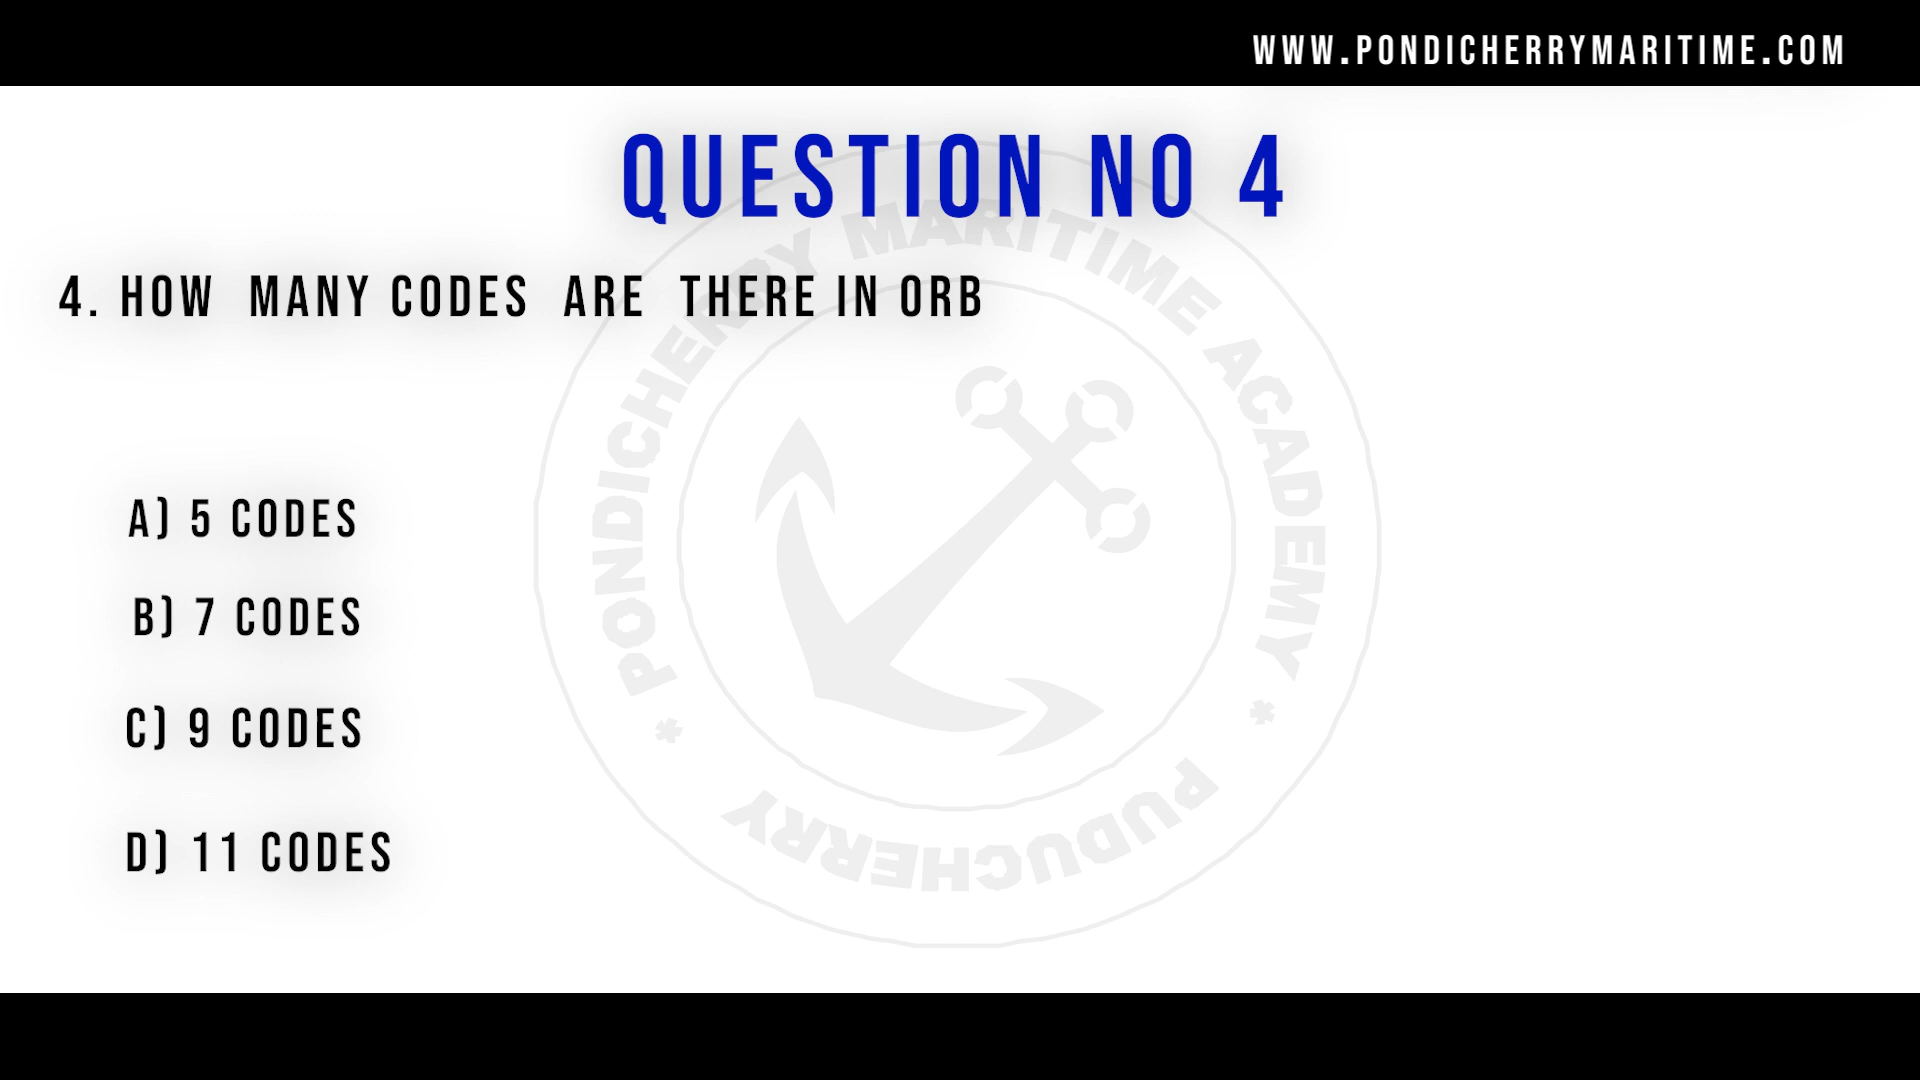 WWW.PONDICHERRYMARITIME.COM
QUESTION NO 4
4. HOW MANY CODES ARE THERE IN ORB
A) 5 CODES
B) 7 CODES
C) 9 CODES
D) 11 CODES
PONDICHERRY MARITIME ACADEMY
* PUDUCHERRY *